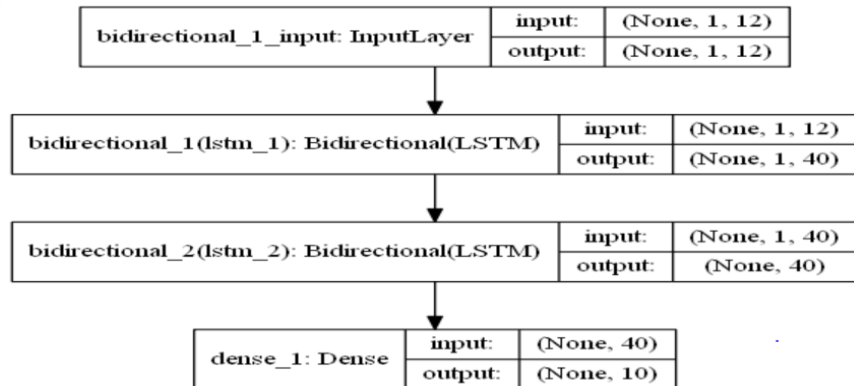 bidirectional_1_input: InputLayer
input: (None, 1, 12)
output: (None, 1, 12)
bidirectional_1(lstm_1): Bidirectional(LSTM)
input: (None, 1, 12)
output: (None, 1, 40)
bidirectional_2(lstm_2): Bidirectional(LSTM)
input: (None, 1, 40)
output: (None, 40)
dense_1: Dense
input: (None, 40)
output: (None, 10)